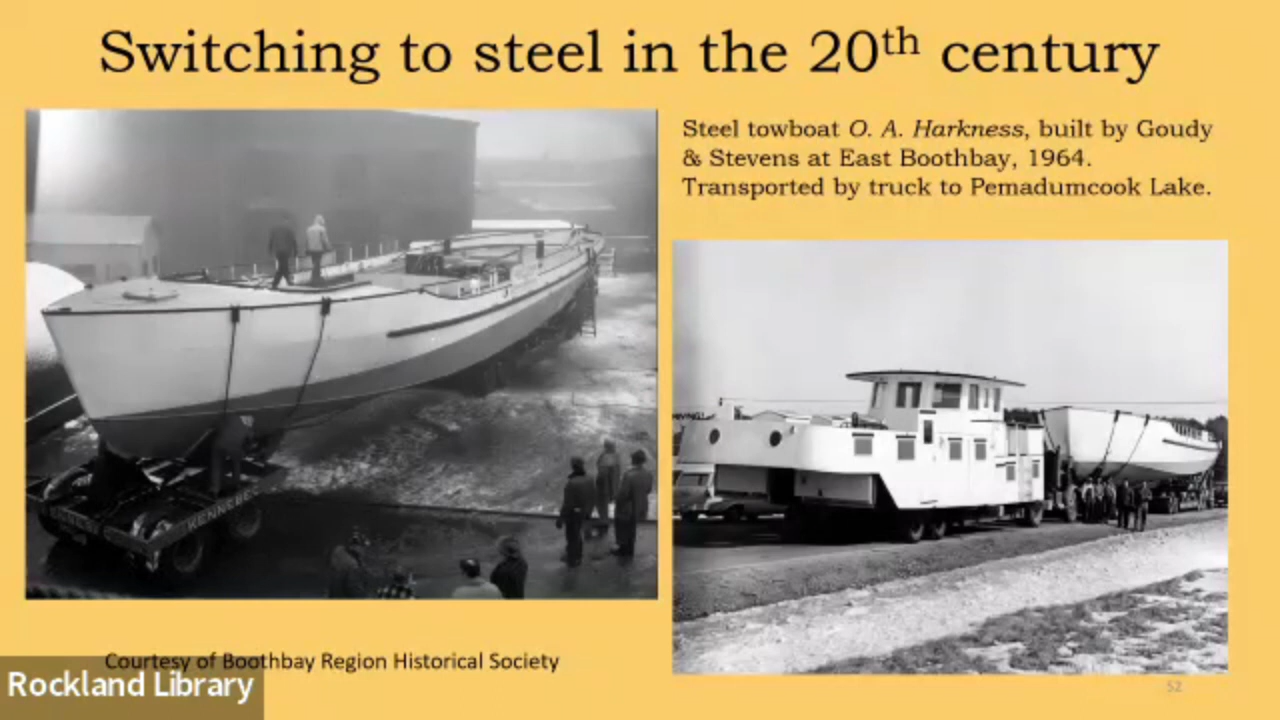 Switching to steel in the 20th century
Steel towboat O. A. Harkness, built by Goudy
& Stevens at East Boothbay, 1964.
Transported by truck to Pemadumcook Lake.
KENNEBEC
Courtesy of Boothbay Region Historical Society
Rockland Library
52